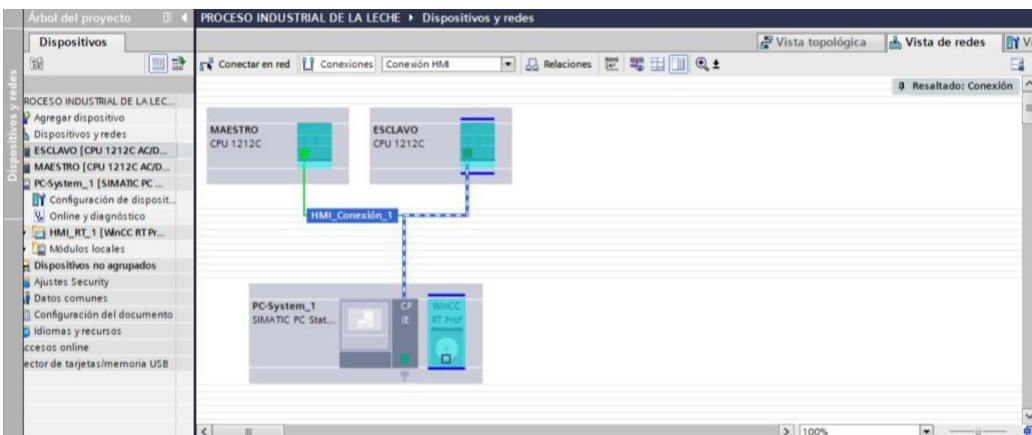 Árbol del proyecto
PROCESO INDUSTRIAL DE LA LECHE ▸ Dispositivos y redes
Dispositivos
Vista topológica
Vista de redes
Vi
Conectar en red
Conexiones
Conexión HMI
Relaciones
Resaltado: Conexión
Dispositivos y redes
ROCESO INDUSTRIAL DE LA LEC...
Agregar dispositivo
Dispositivos y redes
ESCLAVO [CPU 1212C AC/D...
MAESTRO [CPU 1212C AC/D...
PC-System_1 [SIMATIC PC ...
Configuración de disposit...
Online y diagnóstico
HMI_RT_1 [WinCC RT Pr...
Módulos locales
Dispositivos no agrupados
Ajustes Security
Datos comunes
Configuración del documento
Idiomas y recursos
ccesos online
ector de tarjetas/memoria USB
MAESTRO
CPU 1212C
ESCLAVO
CPU 1212C
HMI_Conexión_1
PC-System_1
SIMATIC PC Stat...
CP
IE
WinCC
RT Prof
100%